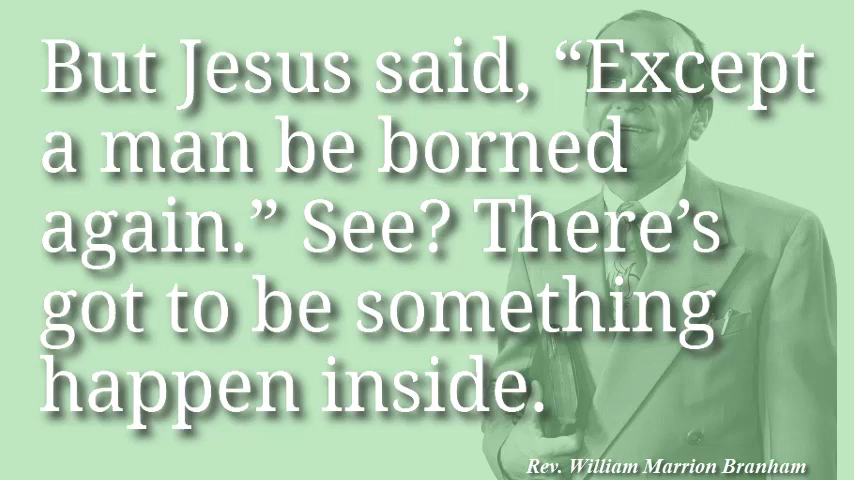 But Jesus said, “Except
a man be borned
again.” See? There’s
got to be something
happen inside.
Rev. William Marrion Branham